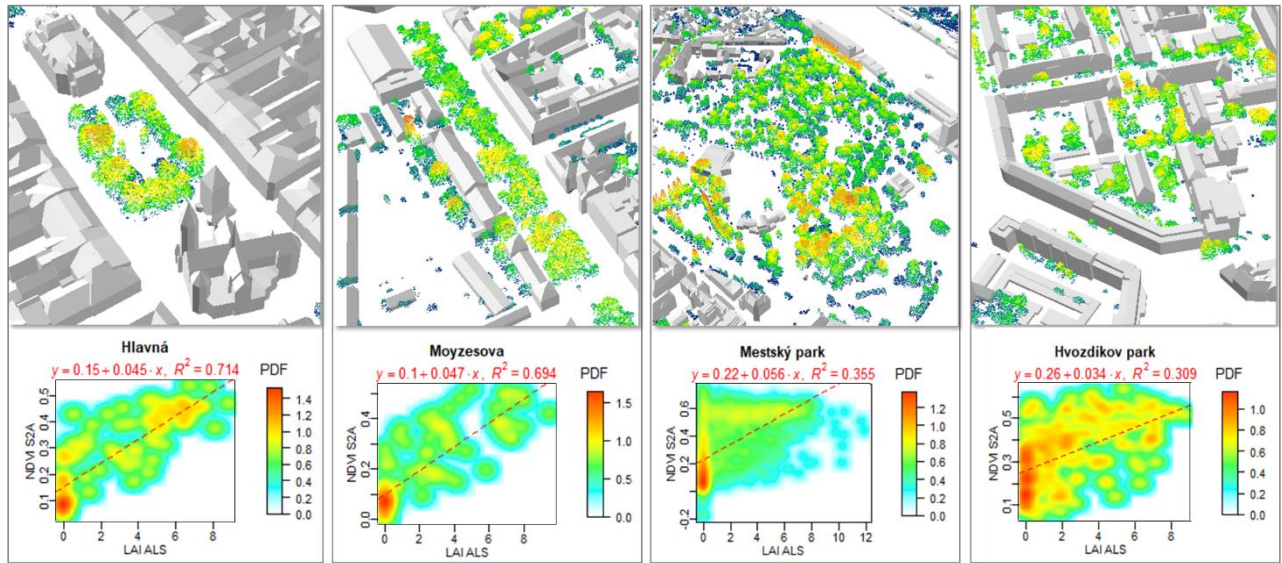 Hlavná
y = 0.15 + 0.045 · x, R² = 0.714
PDF
NDVI S2A
0.5
0.4
0.3
0.2
0.1
0 2 4 6 8
LAI ALS
1.4
1.2
1.0
0.8
0.6
0.4
0.2
0.0
Moyzesova
y = 0.1 + 0.047 · x, R² = 0.694
PDF
NDVI S2A
0.4
0.3
0.2
0.1
0.0
0 2 4 6 8
LAI ALS
1.5
1.0
0.5
0.0
Mestský park
y = 0.22 + 0.056 · x, R² = 0.355
PDF
NDVI S2A
0.6
0.4
0.2
0
-0.2
0 2 4 6 8 10 12
LAI ALS
1.2
1.0
0.8
0.6
0.4
0.2
0.0
Hvozdíkov park
y = 0.26 + 0.034 · x, R² = 0.309
PDF
NDVI S2A
0.5
0.3
0.1
0 2 4 6 8
LAI ALS
1.0
0.8
0.6
0.4
0.2
0.0